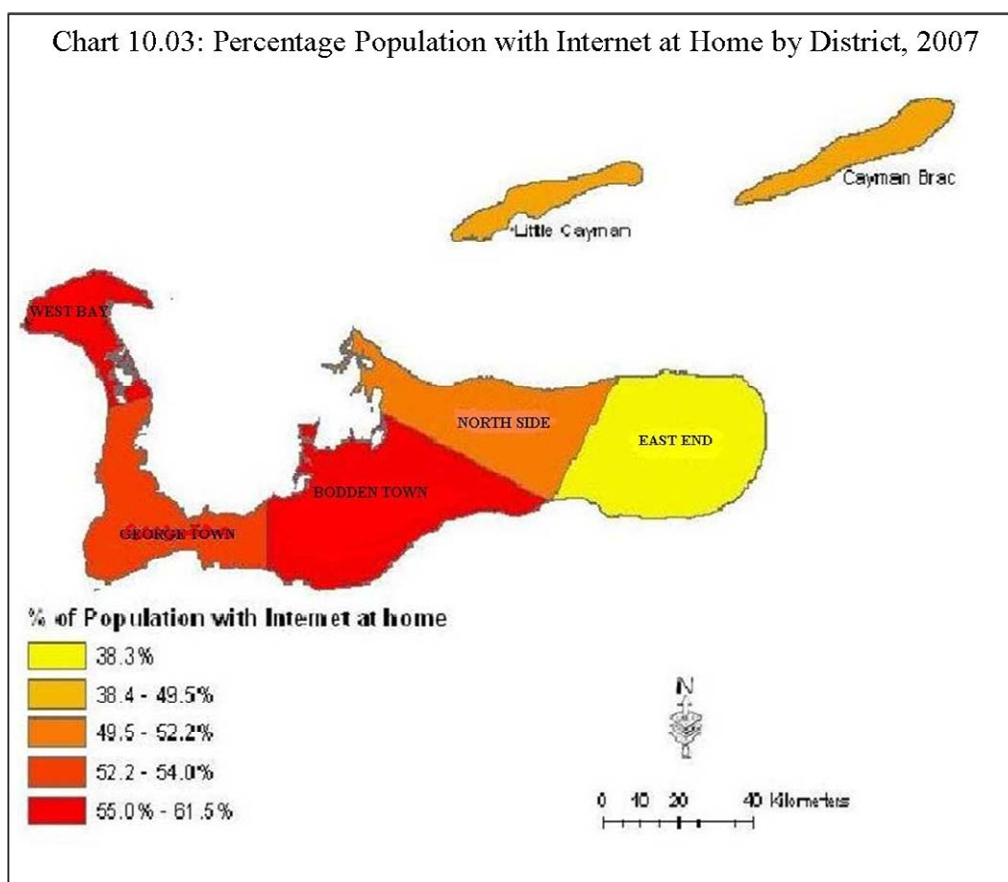 Chart 10.03: Percentage Population with Internet at Home by District, 2007
Cayman Brac
Little Cayman
WEST BAY
NORTH SIDE
EAST END
BODDEN TOWN
GEORGE TOWN
% of Population with Internet at home
38.3%
38.4 - 49.5%
49.5 - 52.2%
52.2 - 54.0%
55.0% - 61.5%
N
0 10 20 40 Kilometers